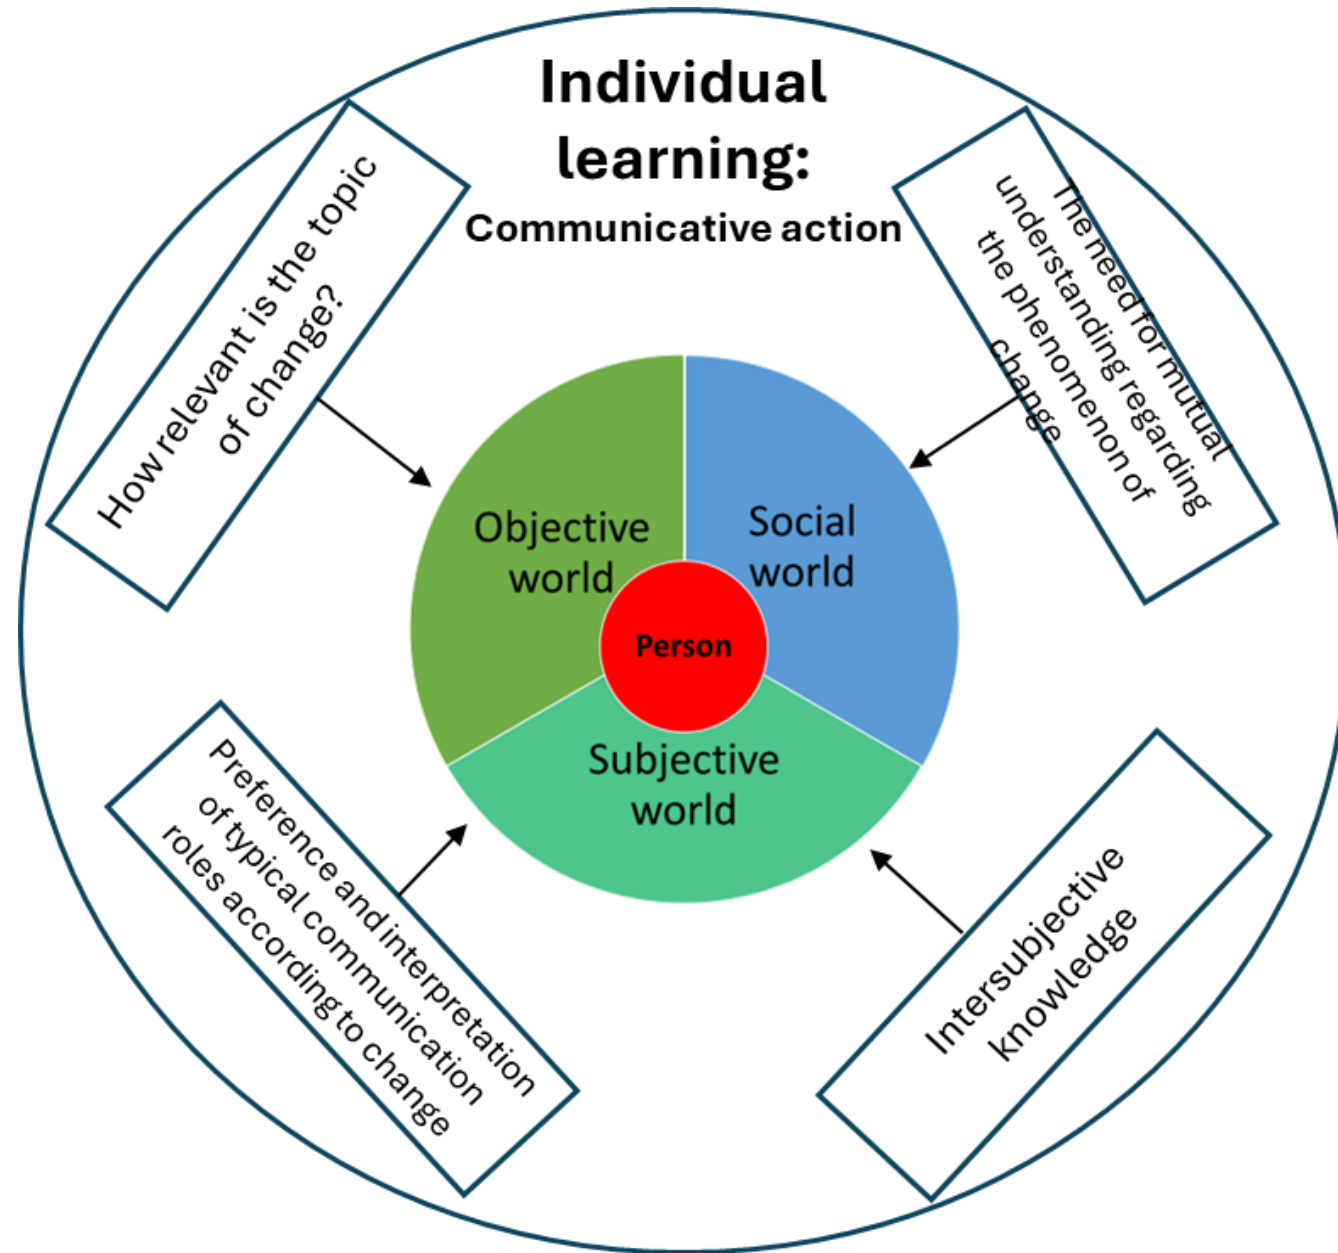 Individual
learning:
Communicative action
How relevant is the topic
of change?
The need for mutual
understanding regarding
the phenomenon of
change
Objective
world
Social
world
Person
Subjective
world
Preference and interpretation
of typical communication
roles according to change
Intersubjective
knowledge